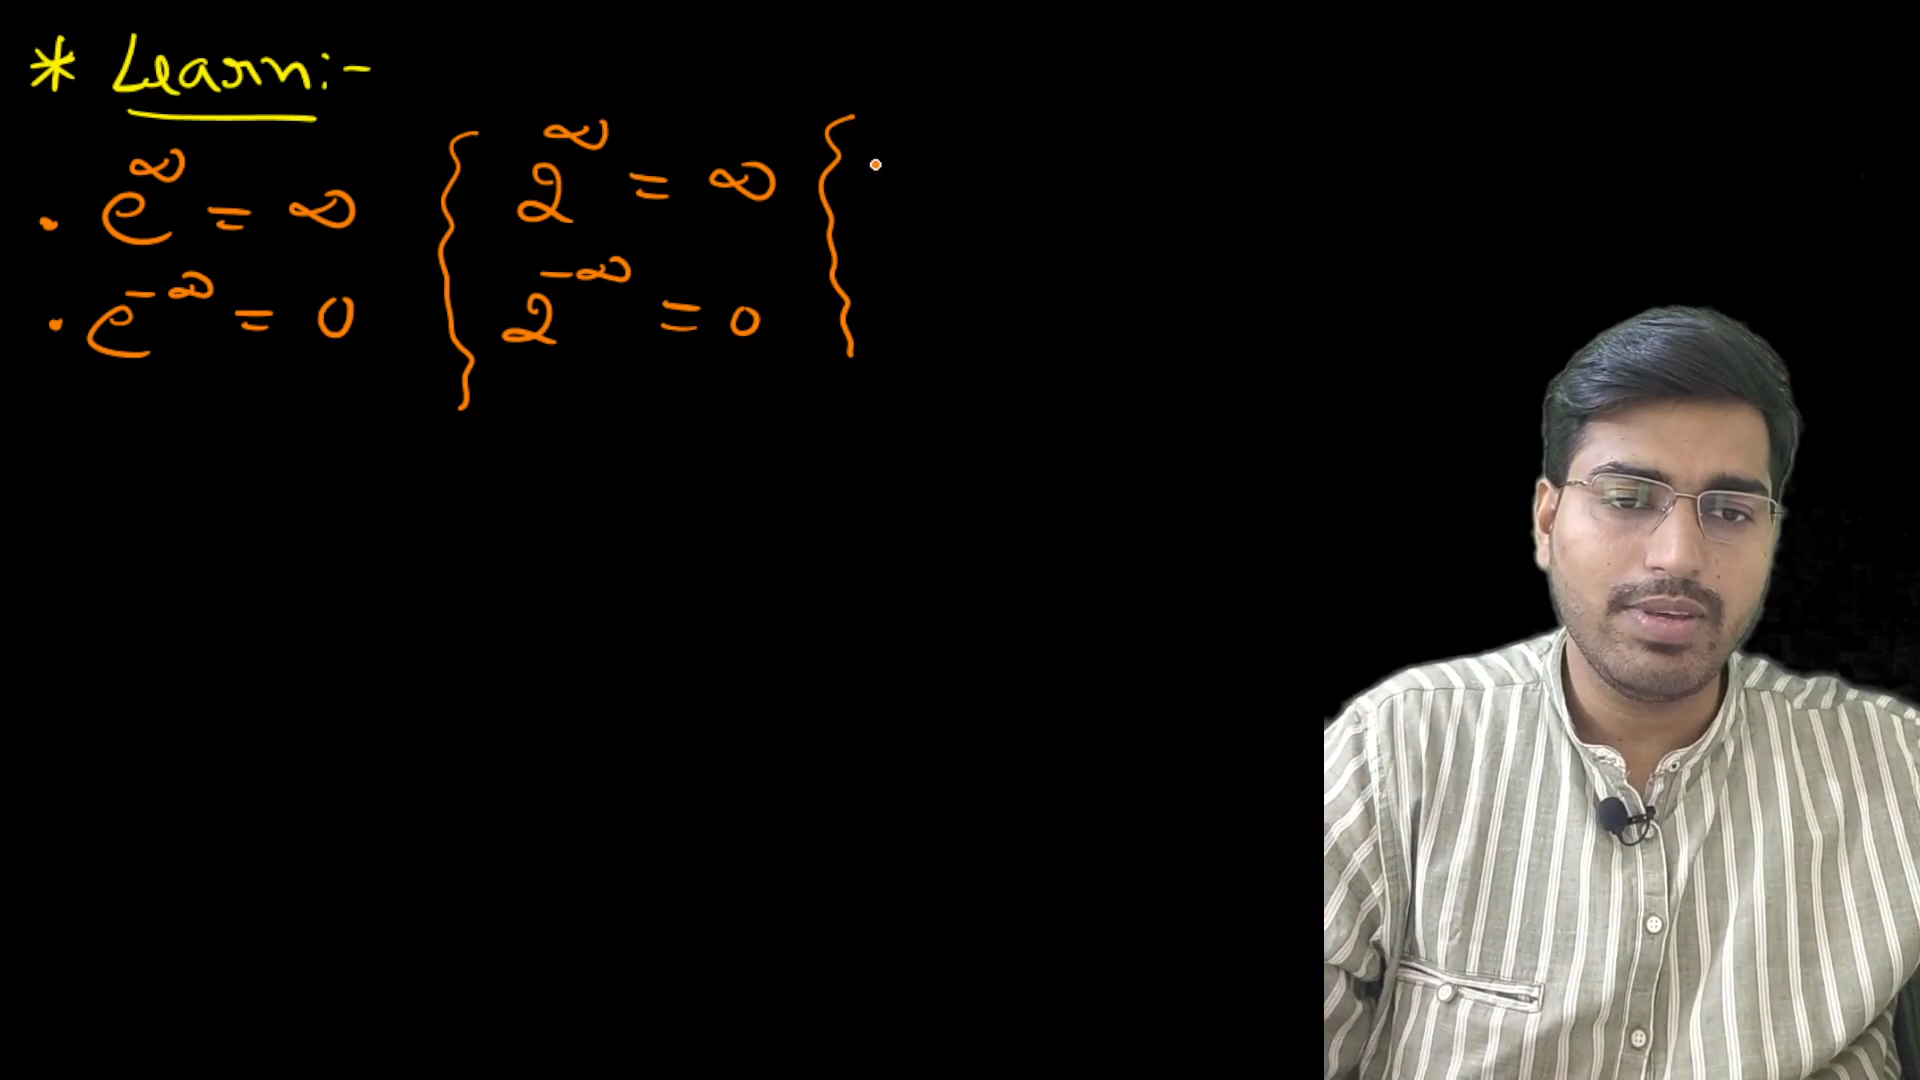 * Learn:-
• e^∞ = ∞ { 2^∞ = ∞ {
• e^-∞ = 0 2^-∞ = 0